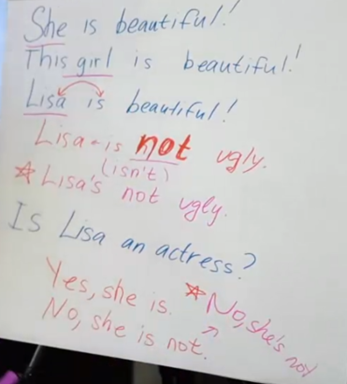 She is beautiful!
This girl is beautiful!
Lisa is beautiful!
Lisa is not ugly.
(isn't)
Lisa's not ugly.
Is Lisa an actress?
Yes, she is.
No, she's not
No, she is not.